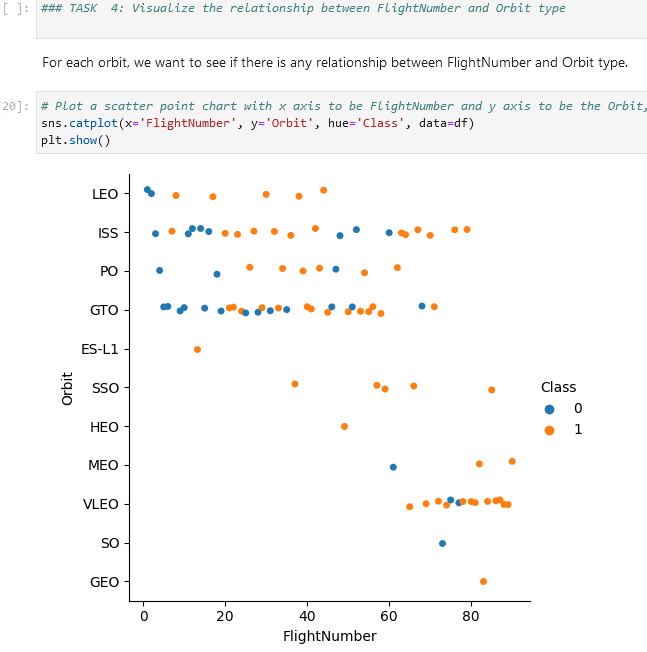 [ ]: ### TASK  4: Visualize the relationship between FlightNumber and Orbit type
For each orbit, we want to see if there is any relationship between FlightNumber and Orbit type.
[20]: # Plot a scatter point chart with x axis to be FlightNumber and y axis to be the Orbit,
sns.catplot(x='FlightNumber', y='Orbit', hue='Class', data=df)
plt.show()
LEO
ISS
PO
GTO
ES-L1
SSO
HEO
MEO
VLEO
SO
GEO
Orbit
Class
0
1
0 20 40 60 80
FlightNumber